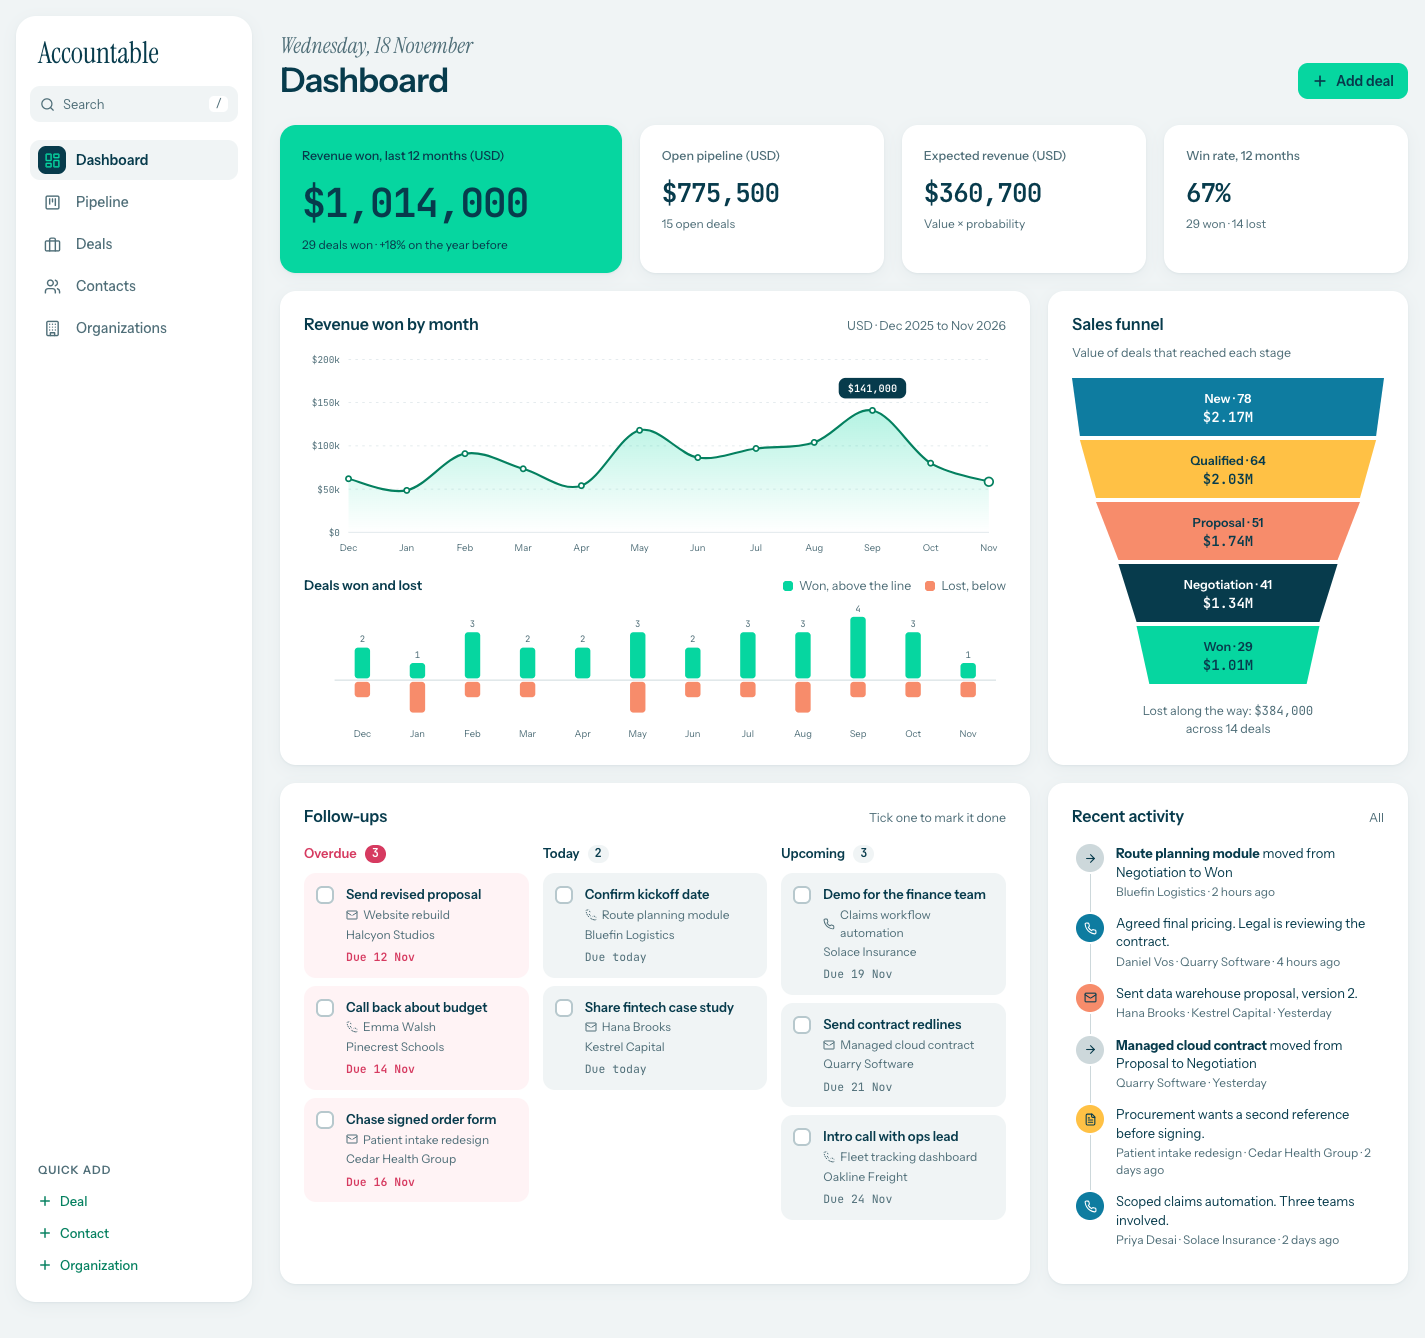 Accountable
Search
/
Dashboard
Pipeline
Deals
Contacts
Organizations
QUICK ADD
Deal
Contact
Organization
Wednesday, 18 November
Dashboard
Add deal
Revenue won, last 12 months (USD)
$1,014,000
29 deals won · +18% on the year before
Open pipeline (USD)
$775,500
15 open deals
Expected revenue (USD)
$360,700
Value × probability
Win rate, 12 months
67%
29 won · 14 lost
Revenue won by month
USD · Dec 2025 to Nov 2026
$200k
$150k
$100k
$50k
$0
$141,000
Dec Jan Feb Mar Apr May Jun Jul Aug Sep Oct Nov
Deals won and lost
Won, above the line
Lost, below
2 1 3 2 2 3 2 3 3 4 3 1
Dec Jan Feb Mar Apr May Jun Jul Aug Sep Oct Nov
Sales funnel
Value of deals that reached each stage
New · 78
$2.17M
Qualified · 64
$2.03M
Proposal · 51
$1.74M
Negotiation · 41
$1.34M
Won · 29
$1.01M
Lost along the way: $384,000
across 14 deals
Follow-ups
Tick one to mark it done
Overdue 3
Send revised proposal
Website rebuild
Halcyon Studios
Due 12 Nov
Call back about budget
Emma Walsh
Pinecrest Schools
Due 14 Nov
Chase signed order form
Patient intake redesign
Cedar Health Group
Due 16 Nov
Today 2
Confirm kickoff date
Route planning module
Bluefin Logistics
Due today
Share fintech case study
Hana Brooks
Kestrel Capital
Due today
Upcoming 3
Demo for the finance team
Claims workflow
automation
Solace Insurance
Due 19 Nov
Send contract redlines
Managed cloud contract
Quarry Software
Due 21 Nov
Intro call with ops lead
Fleet tracking dashboard
Oakline Freight
Due 24 Nov
Recent activity
All
Route planning module moved from
Negotiation to Won
Bluefin Logistics · 2 hours ago
Agreed final pricing. Legal is reviewing the
contract.
Daniel Vos · Quarry Software · 4 hours ago
Sent data warehouse proposal, version 2.
Hana Brooks · Kestrel Capital · Yesterday
Managed cloud contract moved from
Proposal to Negotiation
Quarry Software · Yesterday
Procurement wants a second reference
before signing.
Patient intake redesign · Cedar Health Group · 2
days ago
Scoped claims automation. Three teams
involved.
Priya Desai · Solace Insurance · 2 days ago